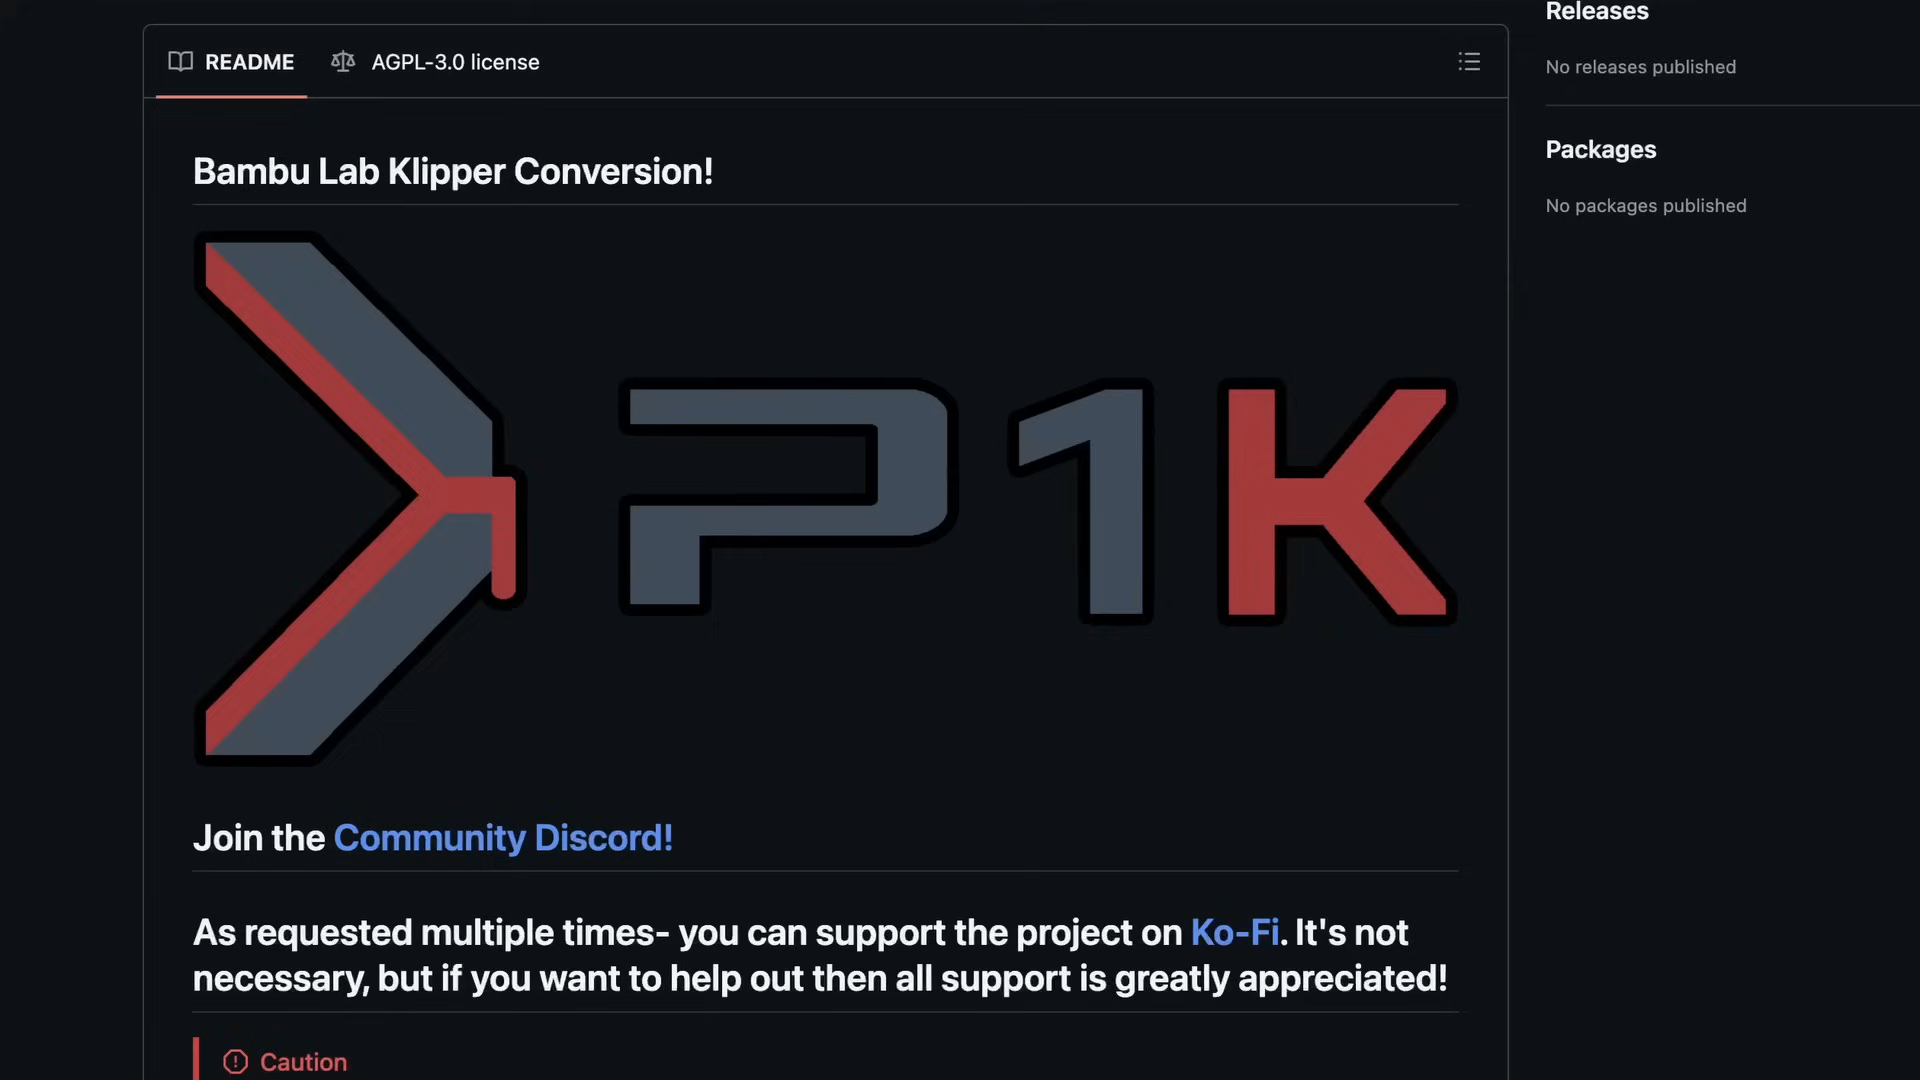 README
AGPL-3.0 license
Bambu Lab Klipper Conversion!
P1K
Join the Community Discord!
As requested multiple times- you can support the project on Ko-Fi. It's not
necessary, but if you want to help out then all support is greatly appreciated!
Caution
Releases
No releases published
Packages
No packages published